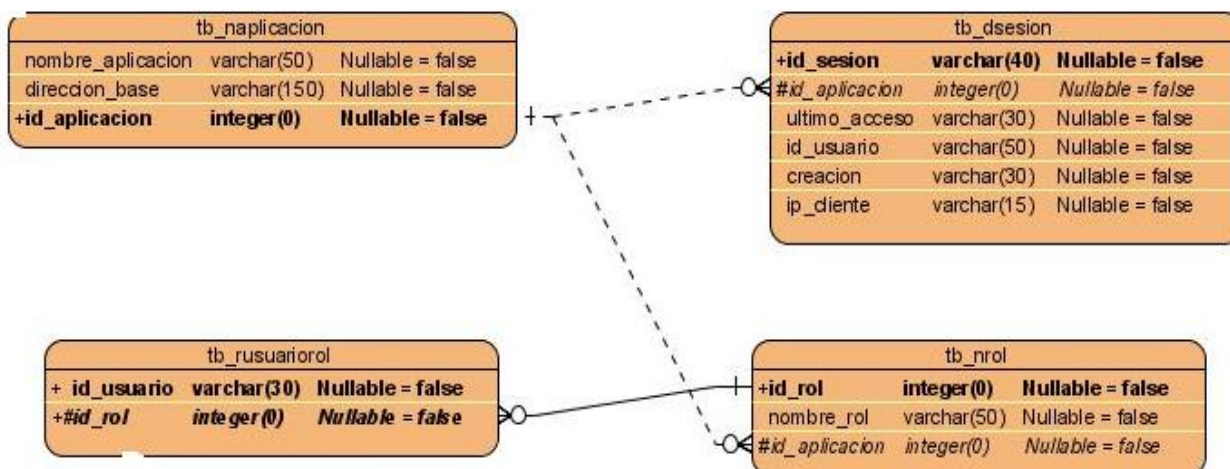 tb_naplicacion
nombre_aplicacion varchar(50) Nullable = false
direccion_base varchar(150) Nullable = false
+id_aplicacion integer(0) Nullable = false
tb_dsesion
+id_sesion varchar(40) Nullable = false
#id_aplicacion integer(0) Nullable = false
ultimo_acceso varchar(30) Nullable = false
id_usuario varchar(50) Nullable = false
creacion varchar(30) Nullable = false
ip_cliente varchar(15) Nullable = false
tb_rusuariorol
+ id_usuario varchar(30) Nullable = false
+#id_rol integer(0) Nullable = false
tb_nrol
+id_rol integer(0) Nullable = false
nombre_rol varchar(50) Nullable = false
#id_aplicacion integer(0) Nullable = false